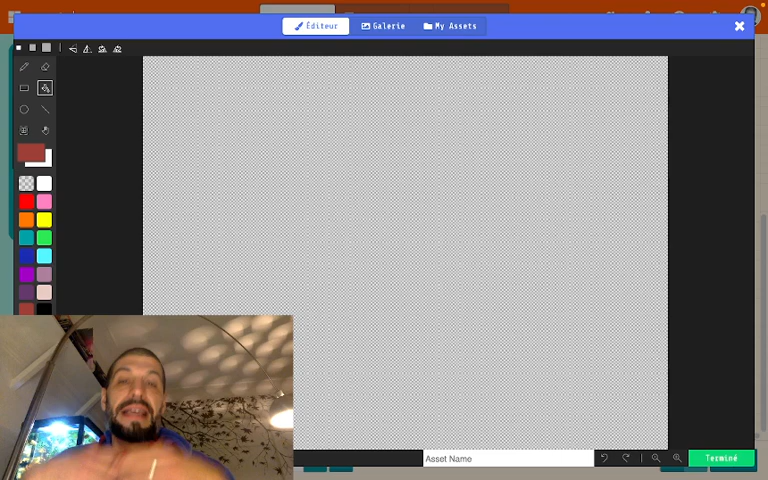 Éditeur
Galerie
My Assets
Asset Name
Terminé